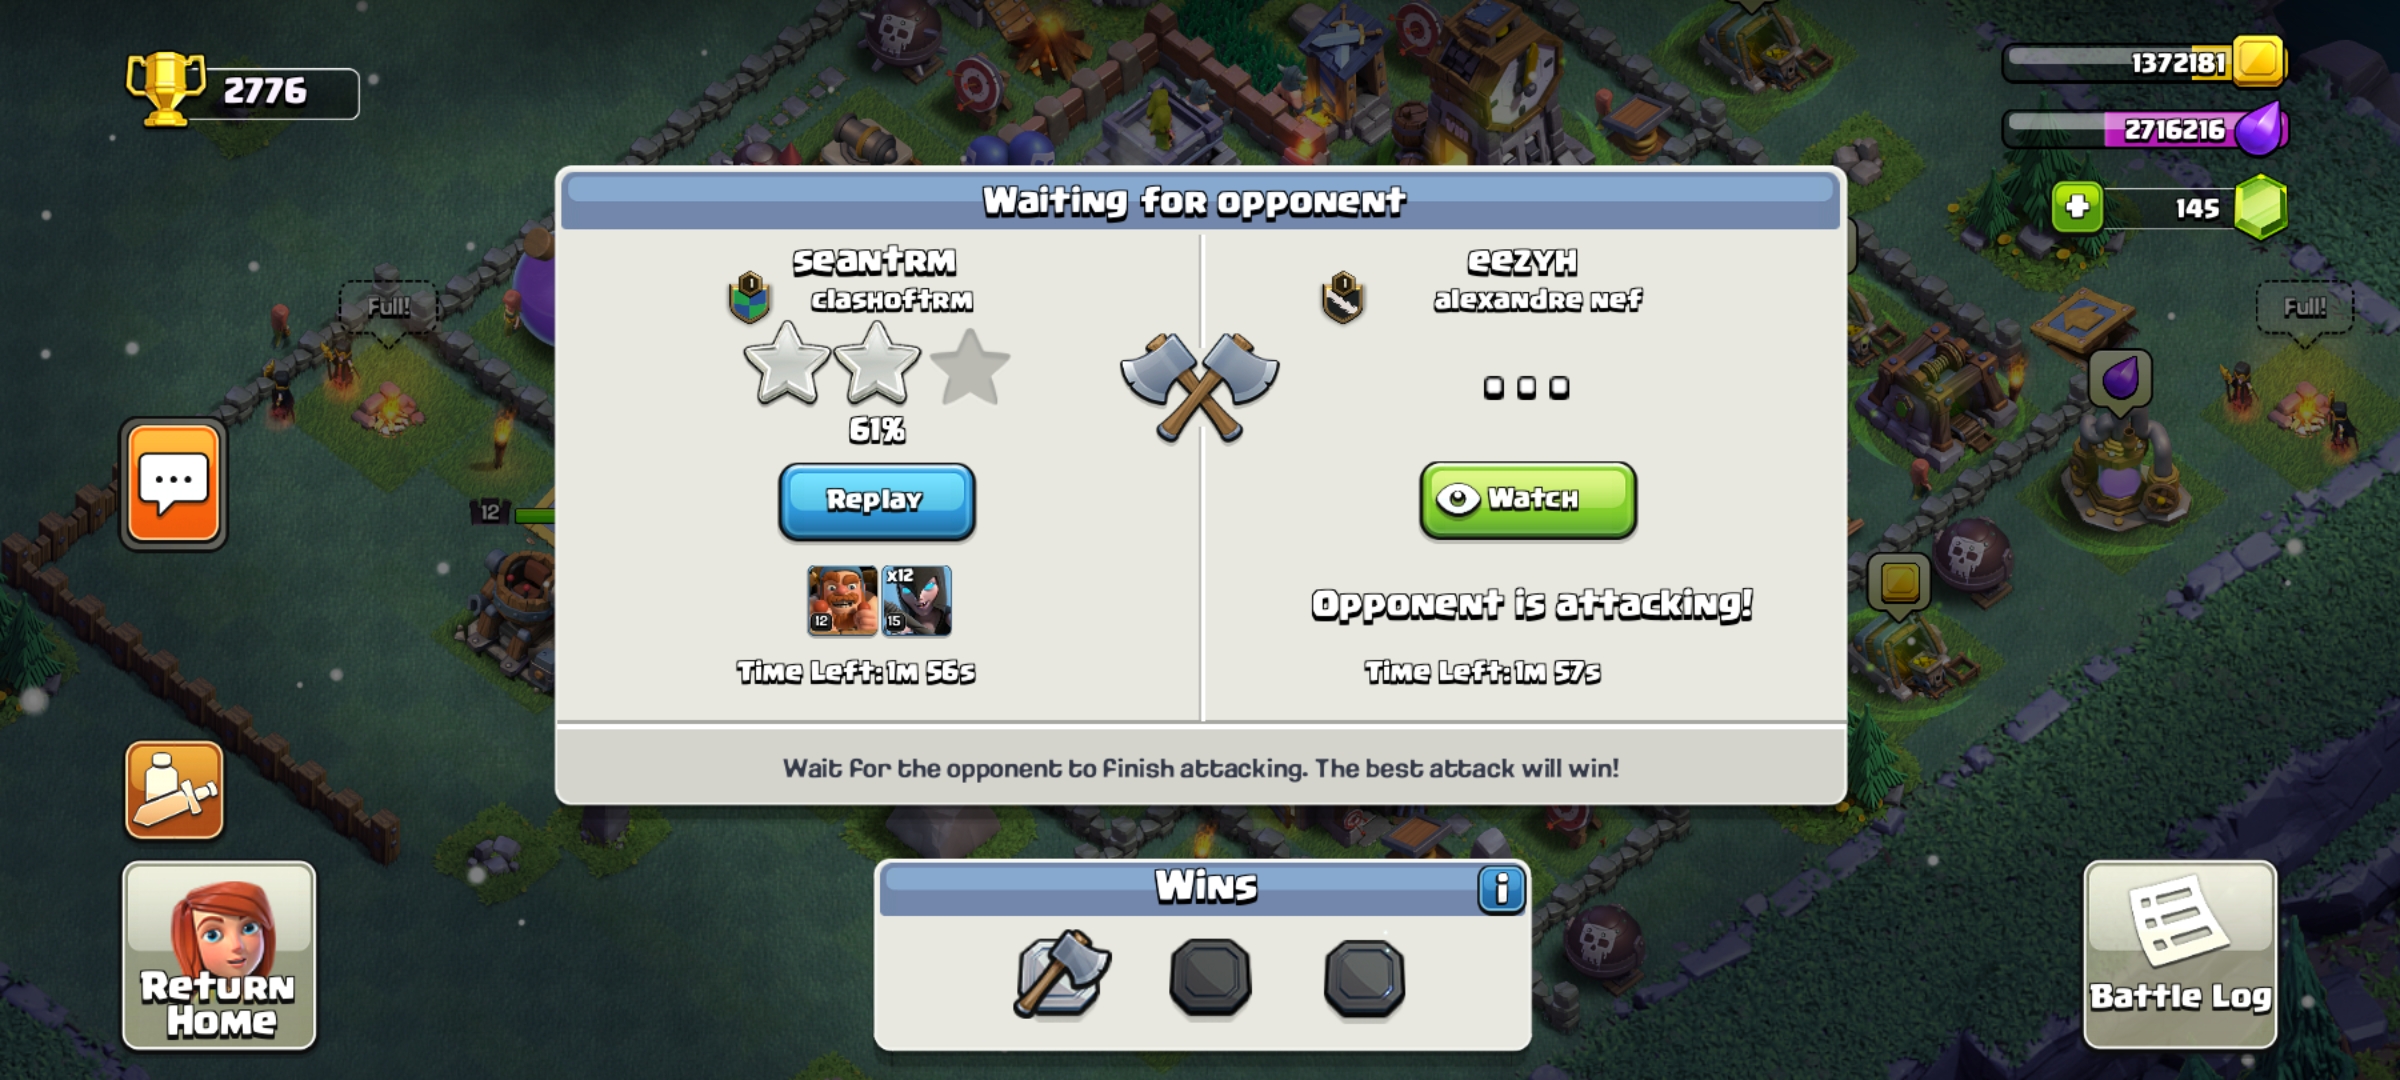 2776
1372181
2716216
145
Waiting for opponent
seantrm
clashoftrm
61%
Replay
x12
12
15
Time Left: 1m 56s
eezyh
alexandre nef
Watch
Opponent is attacking!
Time Left: 1m 57s
Wait for the opponent to finish attacking. The best attack will win!
Full!
Full!
12
Wins
i
Return
Home
Battle Log